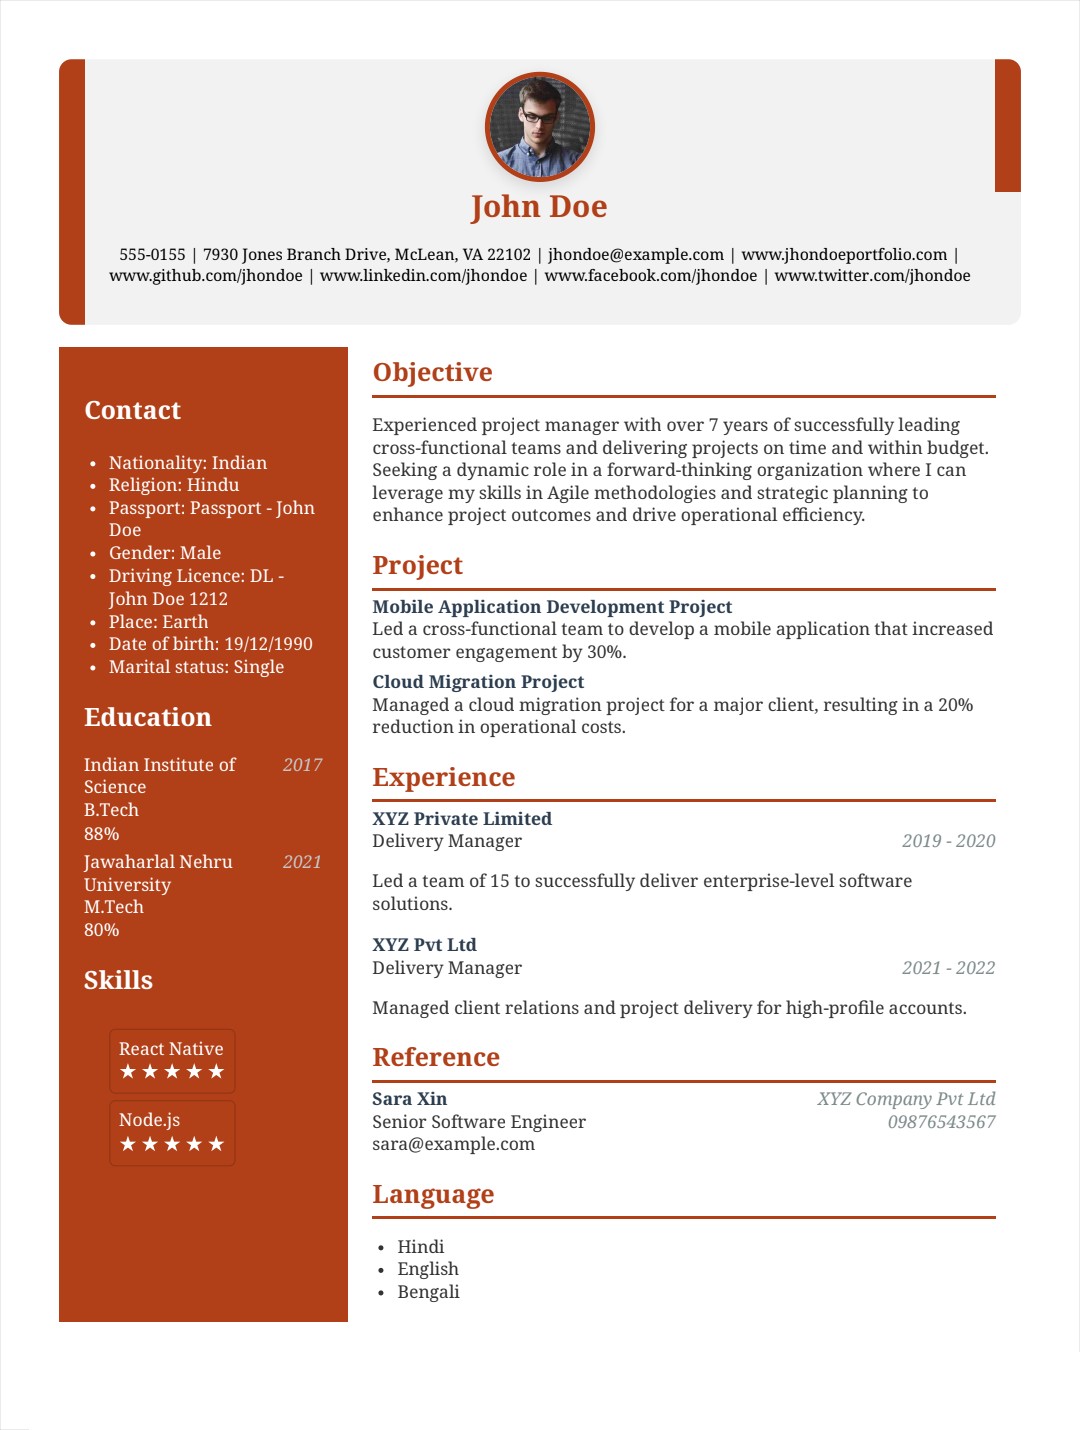 John Doe
555-0155 | 7930 Jones Branch Drive, McLean, VA 22102 | jhondoe@example.com | www.jhondoeportfolio.com |
www.github.com/jhondoe | www.linkedin.com/jhondoe | www.facebook.com/jhondoe | www.twitter.com/jhondoe
Contact
• Nationality: Indian
• Religion: Hindu
• Passport: Passport - John
Doe
• Gender: Male
• Driving Licence: DL -
John Doe 1212
• Place: Earth
• Date of birth: 19/12/1990
• Marital status: Single
Education
Indian Institute of 2017
Science
B.Tech
88%
Jawaharlal Nehru 2021
University
M.Tech
80%
Skills
React Native
★ ★ ★ ★ ★
Node.js
★ ★ ★ ★ ★
Objective
Experienced project manager with over 7 years of successfully leading
cross-functional teams and delivering projects on time and within budget.
Seeking a dynamic role in a forward-thinking organization where I can
leverage my skills in Agile methodologies and strategic planning to
enhance project outcomes and drive operational efficiency.
Project
Mobile Application Development Project
Led a cross-functional team to develop a mobile application that increased
customer engagement by 30%.
Cloud Migration Project
Managed a cloud migration project for a major client, resulting in a 20%
reduction in operational costs.
Experience
XYZ Private Limited
Delivery Manager 2019 - 2020
Led a team of 15 to successfully deliver enterprise-level software
solutions.
XYZ Pvt Ltd
Delivery Manager 2021 - 2022
Managed client relations and project delivery for high-profile accounts.
Reference
Sara Xin XYZ Company Pvt Ltd
Senior Software Engineer 09876543567
sara@example.com
Language
• Hindi
• English
• Bengali